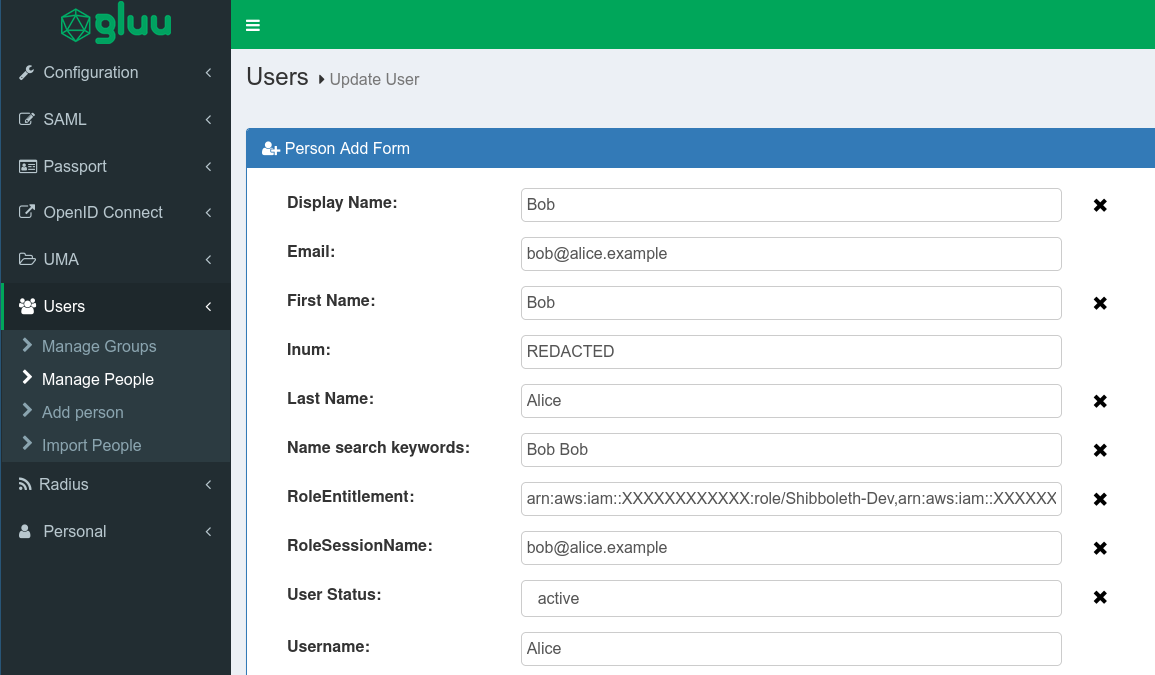 gluu
Configuration
SAML
Passport
OpenID Connect
UMA
Users
Manage Groups
Manage People
Add person
Import People
Radius
Personal
Users Update User
Person Add Form
Display Name: Bob
Email: bob@alice.example
First Name: Bob
Inum: REDACTED
Last Name: Alice
Name search keywords: Bob Bob
RoleEntitlement: arn:aws:iam::XXXXXXXXXXXX:role/Shibboleth-Dev,arn:aws:iam::XXXXXX
RoleSessionName: bob@alice.example
User Status: active
Username: Alice